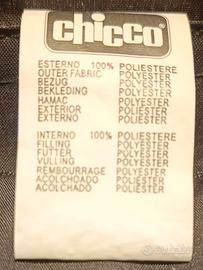 chicco
ESTERNO 100% POLIESTERE
OUTER FABRIC POLYESTER
BEZUG POLYESTER
BEKLEDING POLYESTER
HAMAC POLYESTER
EXTERIOR POLYESTER
EXTERNO POLIESTER
INTERNO 100% POLIESTERE
FILLING POLYESTER
FUTTER POLYESTER
VULLING POLYESTER
REMBOURRAGE POLYESTER
ACOLCHOADO POLIESTER
ACOLCHADO POLIESTER